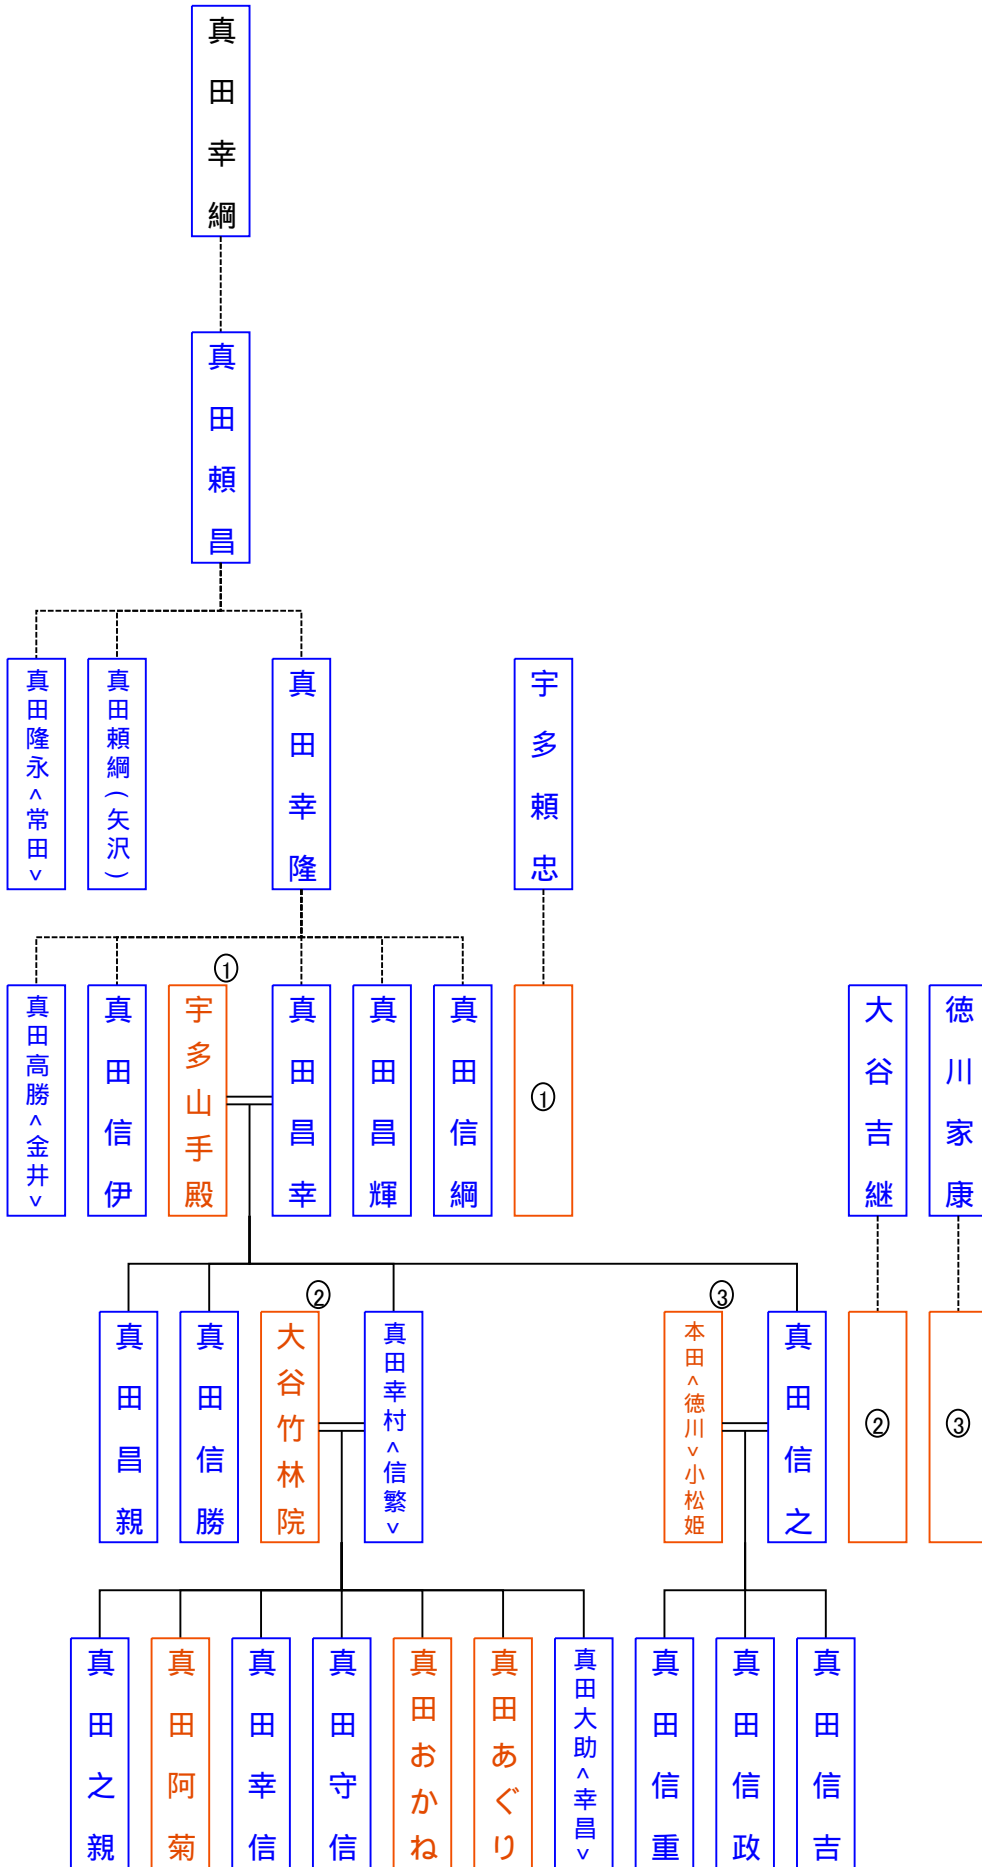 真田幸綱
真田頼昌
真田隆永<常田>
真田頼綱(矢沢)
真田幸隆
宇多頼忠
真田高勝<金井>
真田信伊
宇多山手殿
①
真田昌幸
真田昌輝
真田信綱
①
大谷吉継
徳川家康
真田昌親
真田信勝
大谷竹林院
②
真田幸村<信繁>
本田<徳川>小松姫
③
真田信之
②
③
真田之親
真田阿菊
真田幸信
真田守信
真田おかね
真田あぐり
真田大助<幸昌>
真田信重
真田信政
真田信吉